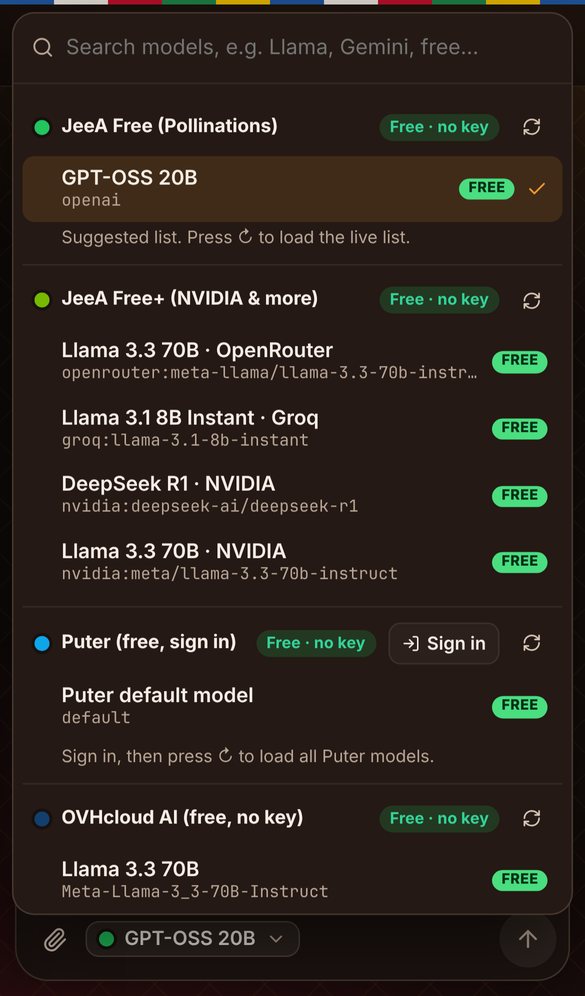 Search models, e.g. Llama, Gemini, free...
JeeA Free (Pollinations) Free · no key
GPT-OSS 20B
openai
FREE
Suggested list. Press ↻ to load the live list.
JeeA Free+ (NVIDIA & more) Free · no key
Llama 3.3 70B · OpenRouter
openrouter:meta-llama/llama-3.3-70b-instr…
FREE
Llama 3.1 8B Instant · Groq
groq:llama-3.1-8b-instant
FREE
DeepSeek R1 · NVIDIA
nvidia:deepseek-ai/deepseek-r1
FREE
Llama 3.3 70B · NVIDIA
nvidia:meta/llama-3.3-70b-instruct
FREE
Puter (free, sign in) Free · no key Sign in
Puter default model
default
FREE
Sign in, then press ↻ to load all Puter models.
OVHcloud AI (free, no key) Free · no key
Llama 3.3 70B
Meta-Llama-3_3-70B-Instruct
FREE
GPT-OSS 20B